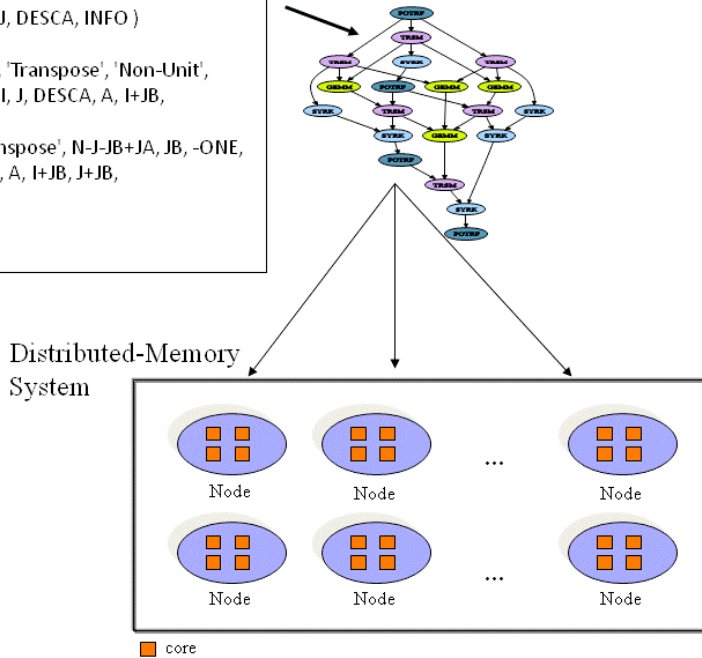 J, DESCA, INFO )
, 'Transpose', 'Non-Unit',
I, J, DESCA, A, I+JB,
nspose', N-J-JB+JA, JB, -ONE,
, A, I+JB, J+JB,
POTRF
TRSM
TRSM SYRK TRSM
GEMM POTRF GEMM GEMM
SYRK TRSM TRSM SYRK
SYRK GEMM SYRK
POTRF
TRSM
SYRK
POTRF
Distributed-Memory
System
... 
Node Node Node
...
Node Node Node
core